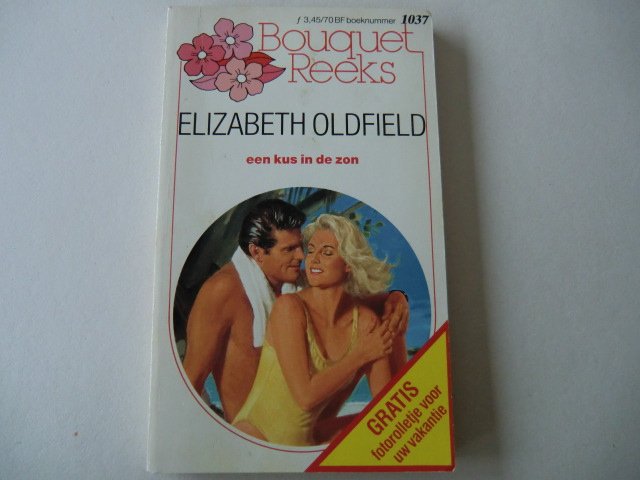 ƒ 3,45/70 BF boeknummer 1037
Bouquet
Reeks
ELIZABETH OLDFIELD
een kus in de zon
GRATIS
fotorolletje voor
uw vakantie